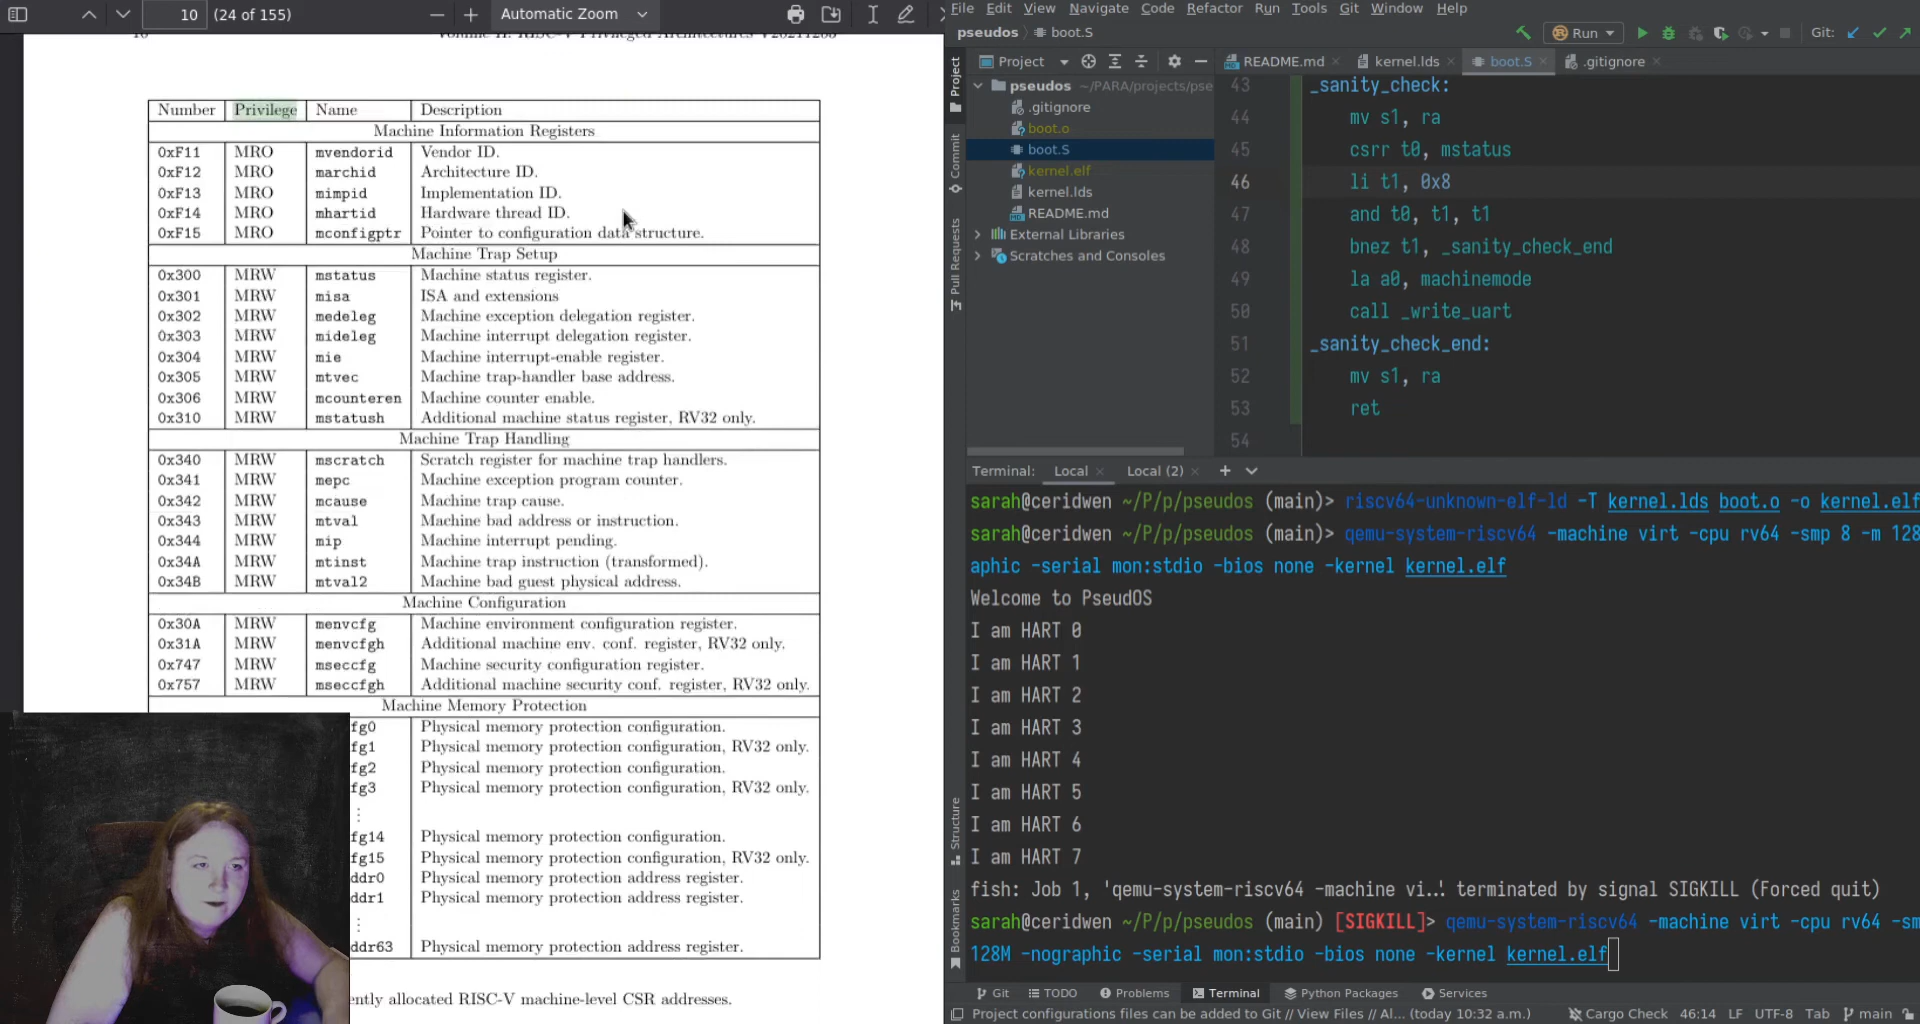 10 (24 of 155)
Automatic Zoom
Volume II: RISC-V Privileged Architectures V20211203
Number Privilege Name Description
Machine Information Registers
0xF11 MRO mvendorid Vendor ID.
0xF12 MRO marchid Architecture ID.
0xF13 MRO mimpid Implementation ID.
0xF14 MRO mhartid Hardware thread ID.
0xF15 MRO mconfigptr Pointer to configuration data structure.
Machine Trap Setup
0x300 MRW mstatus Machine status register.
0x301 MRW misa ISA and extensions
0x302 MRW medeleg Machine exception delegation register.
0x303 MRW mideleg Machine interrupt delegation register.
0x304 MRW mie Machine interrupt-enable register.
0x305 MRW mtvec Machine trap-handler base address.
0x306 MRW mcounteren Machine counter enable.
0x310 MRW mstatush Additional machine status register, RV32 only.
Machine Trap Handling
0x340 MRW mscratch Scratch register for machine trap handlers.
0x341 MRW mepc Machine exception program counter.
0x342 MRW mcause Machine trap cause.
0x343 MRW mtval Machine bad address or instruction.
0x344 MRW mip Machine interrupt pending.
0x34A MRW mtinst Machine trap instruction (transformed).
0x34B MRW mtval2 Machine bad guest physical address.
Machine Configuration
0x30A MRW menvcfg Machine environment configuration register.
0x31A MRW menvcfgh Additional machine env. conf. register, RV32 only.
0x747 MRW mseccfg Machine security configuration register.
0x757 MRW mseccfgh Additional machine security conf. register, RV32 only.
Machine Memory Protection
fg0 Physical memory protection configuration.
fg1 Physical memory protection configuration, RV32 only.
fg2 Physical memory protection configuration.
fg3 Physical memory protection configuration, RV32 only.
⋮
fg14 Physical memory protection configuration.
fg15 Physical memory protection configuration, RV32 only.
ddr0 Physical memory protection address register.
ddr1 Physical memory protection address register.
⋮
ddr63 Physical memory protection address register.
ently allocated RISC-V machine-level CSR addresses.
File Edit View Navigate Code Refactor Run Tools Git Window Help
pseudos boot.S
Run Git:
Project
README.md kernel.lds boot.S .gitignore
Project
Commit
Pull Requests
pseudos ~/PARA/projects/pse
.gitignore
boot.o
boot.S
kernel.elf
kernel.lds
README.md
External Libraries
Scratches and Consoles
43 _sanity_check:
44 mv s1, ra
45 csrr t0, mstatus
46 li t1, 0x8
47 and t0, t1, t1
48 bnez t1, _sanity_check_end
49 la a0, machinemode
50 call _write_uart
51 _sanity_check_end:
52 mv s1, ra
53 ret
54
Terminal: Local Local (2)
sarah@ceridwen ~/P/p/pseudos (main)> riscv64-unknown-elf-ld -T kernel.lds boot.o -o kernel.elf
sarah@ceridwen ~/P/p/pseudos (main)> qemu-system-riscv64 -machine virt -cpu rv64 -smp 8 -m 128
aphic -serial mon:stdio -bios none -kernel kernel.elf
Welcome to PseudOS
I am HART 0
I am HART 1
I am HART 2
I am HART 3
I am HART 4
I am HART 5
I am HART 6
I am HART 7
fish: Job 1, 'qemu-system-riscv64 -machine vi…' terminated by signal SIGKILL (Forced quit)
sarah@ceridwen ~/P/p/pseudos (main) [SIGKILL]> qemu-system-riscv64 -machine virt -cpu rv64 -sm
128M -nographic -serial mon:stdio -bios none -kernel kernel.elf
Structure
Bookmarks
Git TODO Problems Terminal Python Packages Services
Project configurations files can be added to Git // View Files // Al... (today 10:32 a.m.) Cargo Check 46:14 LF UTF-8 Tab main